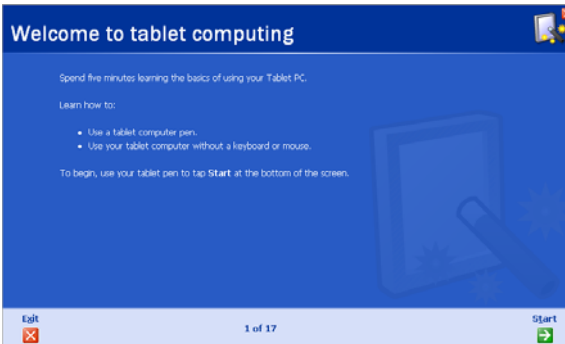 Welcome to tablet computing
Spend five minutes learning the basics of using your Tablet PC.
Learn how to:
• Use a tablet computer pen.
• Use your tablet computer without a keyboard or mouse.
To begin, use your tablet pen to tap Start at the bottom of the screen.
Exit
1 of 17
Start